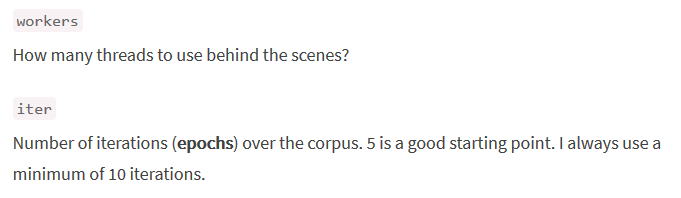 workers
How many threads to use behind the scenes?
iter
Number of iterations (epochs) over the corpus. 5 is a good starting point. I always use a
minimum of 10 iterations.